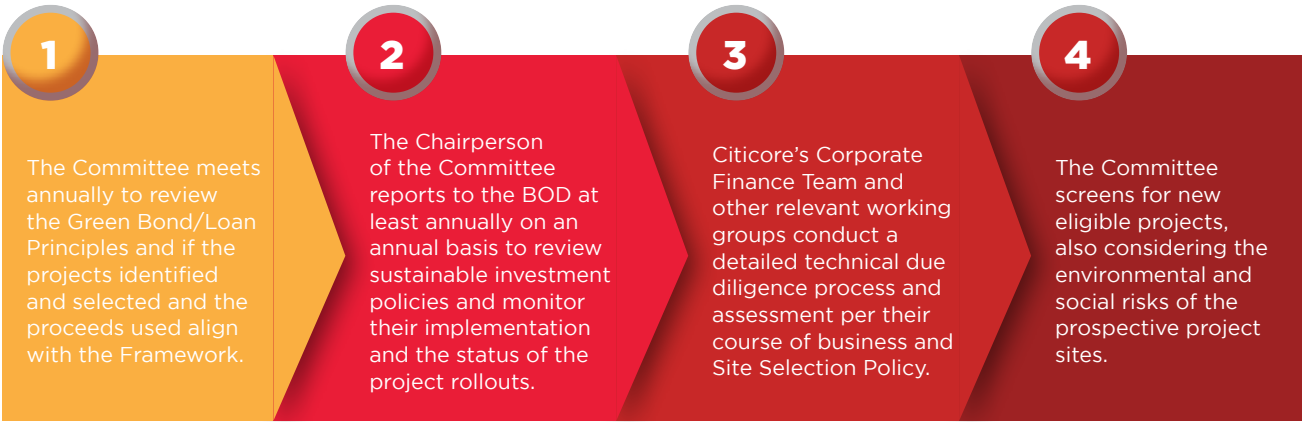 1
The Committee meets
annually to review
the Green Bond/Loan
Principles and if the
projects identified
and selected and the
proceeds used align
with the Framework.
2
The Chairperson
of the Committee
reports to the BOD at
least annually on an
annual basis to review
sustainable investment
policies and monitor
their implementation
and the status of the
project rollouts.
3
Citicore’s Corporate
Finance Team and
other relevant working
groups conduct a
detailed technical due
diligence process and
assessment per their
course of business and
Site Selection Policy.
4
The Committee
screens for new
eligible projects,
also considering the
environmental and
social risks of the
prospective project
sites.